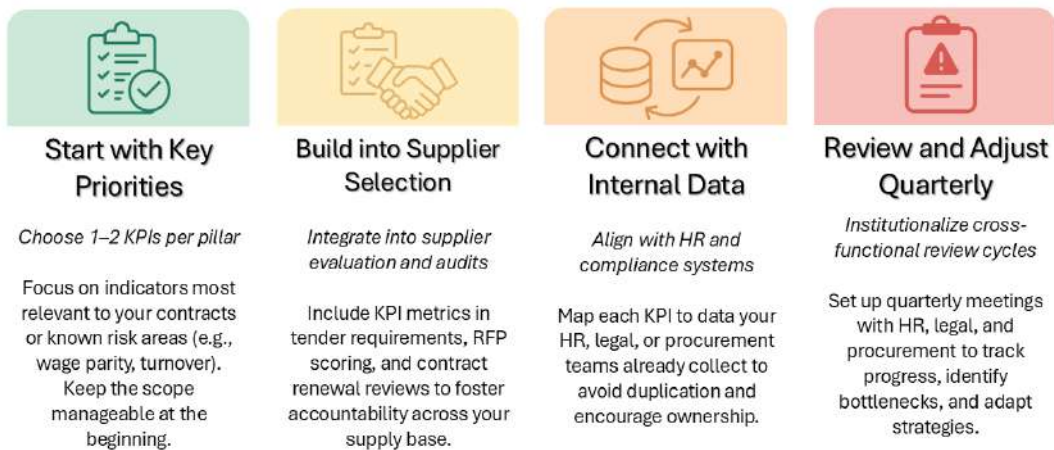 Start with Key
Priorities
Choose 1–2 KPIs per pillar
Focus on indicators most
relevant to your contracts
or known risk areas (e.g.,
wage parity, turnover).
Keep the scope
manageable at the
beginning.
Build into Supplier
Selection
Integrate into supplier
evaluation and audits
Include KPI metrics in
tender requirements, RFP
scoring, and contract
renewal reviews to foster
accountability across your
supply base.
Connect with
Internal Data
Align with HR and
compliance systems
Map each KPI to data your
HR, legal, or procurement
teams already collect to
avoid duplication and
encourage ownership.
Review and Adjust
Quarterly
Institutionalize cross-
functional review cycles
Set up quarterly meetings
with HR, legal, and
procurement to track
progress, identify
bottlenecks, and adapt
strategies.